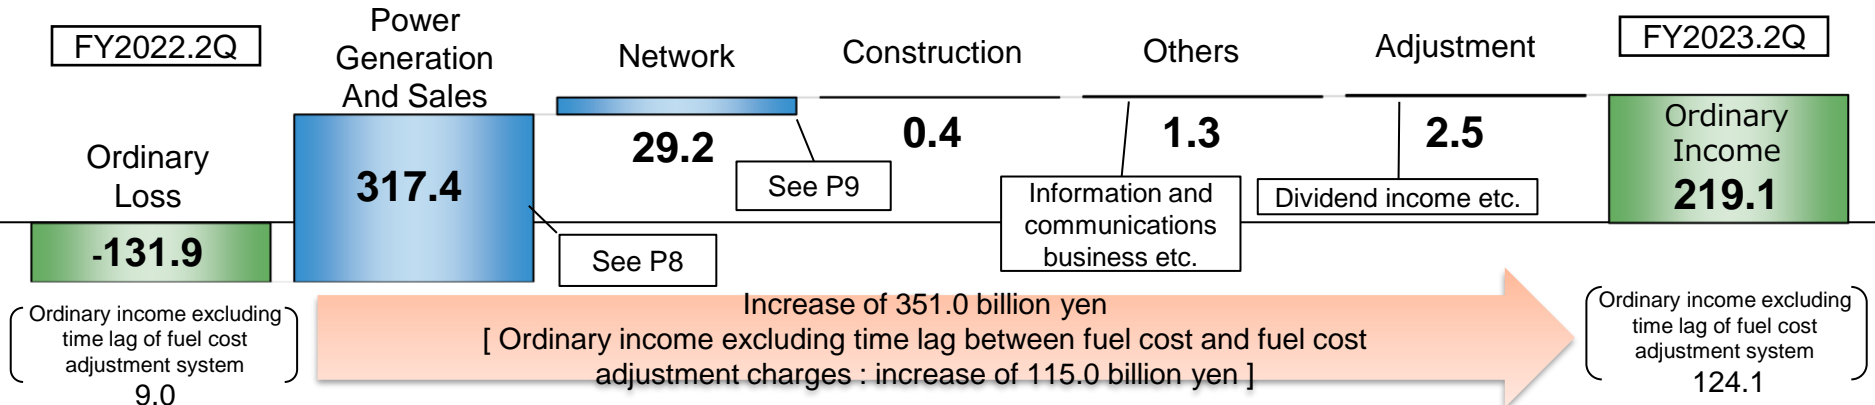 FY2022.2Q
Power
Generation
And Sales
Network
Construction
Others
Adjustment
FY2023.2Q
Ordinary
Loss
-131.9
317.4
See P8
29.2
See P9
0.4
1.3
Information and
communications
business etc.
2.5
Dividend income etc.
Ordinary
Income
219.1
Ordinary income excluding
time lag of fuel cost
adjustment system
9.0
Increase of 351.0 billion yen
[ Ordinary income excluding time lag between fuel cost and fuel cost
adjustment charges : increase of 115.0 billion yen ]
Ordinary income excluding
time lag of fuel cost
adjustment system
124.1